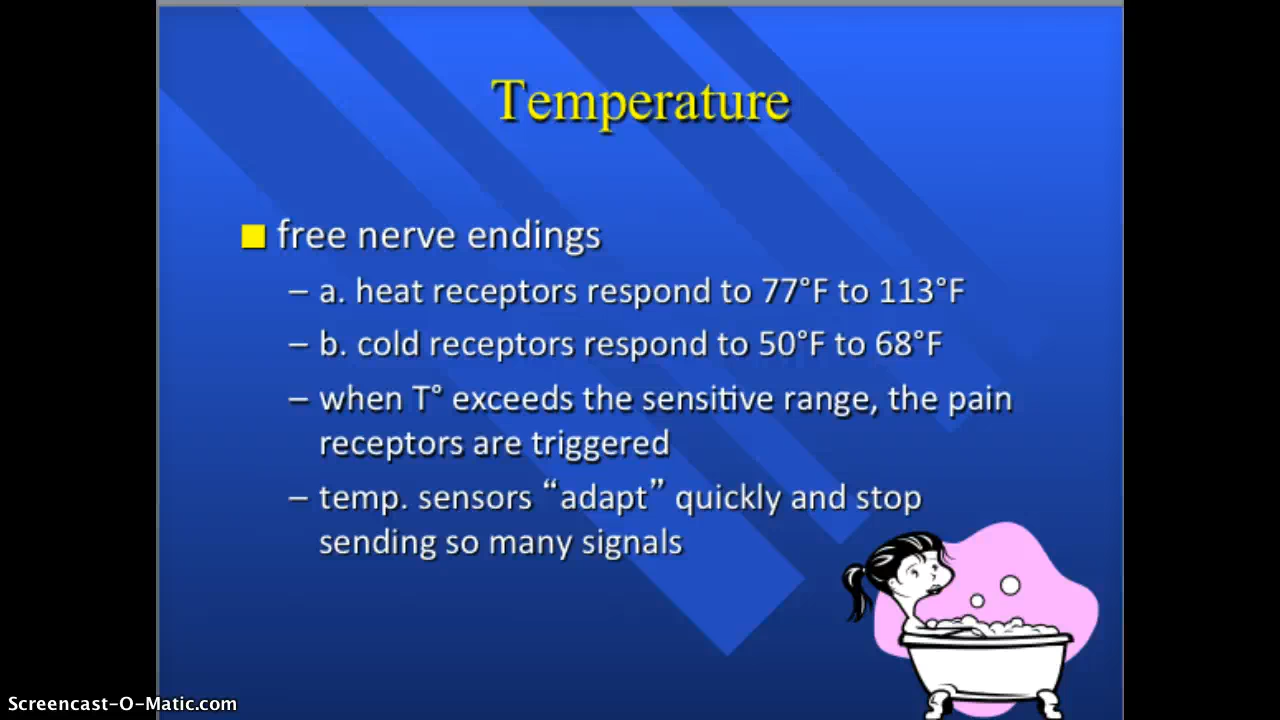 Temperature
free nerve endings
– a. heat receptors respond to 77°F to 113°F
– b. cold receptors respond to 50°F to 68°F
– when T° exceeds the sensitive range, the pain
receptors are triggered
– temp. sensors “adapt” quickly and stop
sending so many signals
Screencast-O-Matic.com